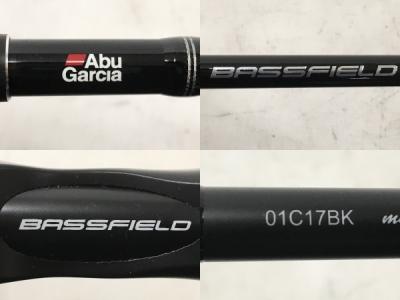 Abu
Garcia
BASSFIELD
BASSFIELD
01C17BK